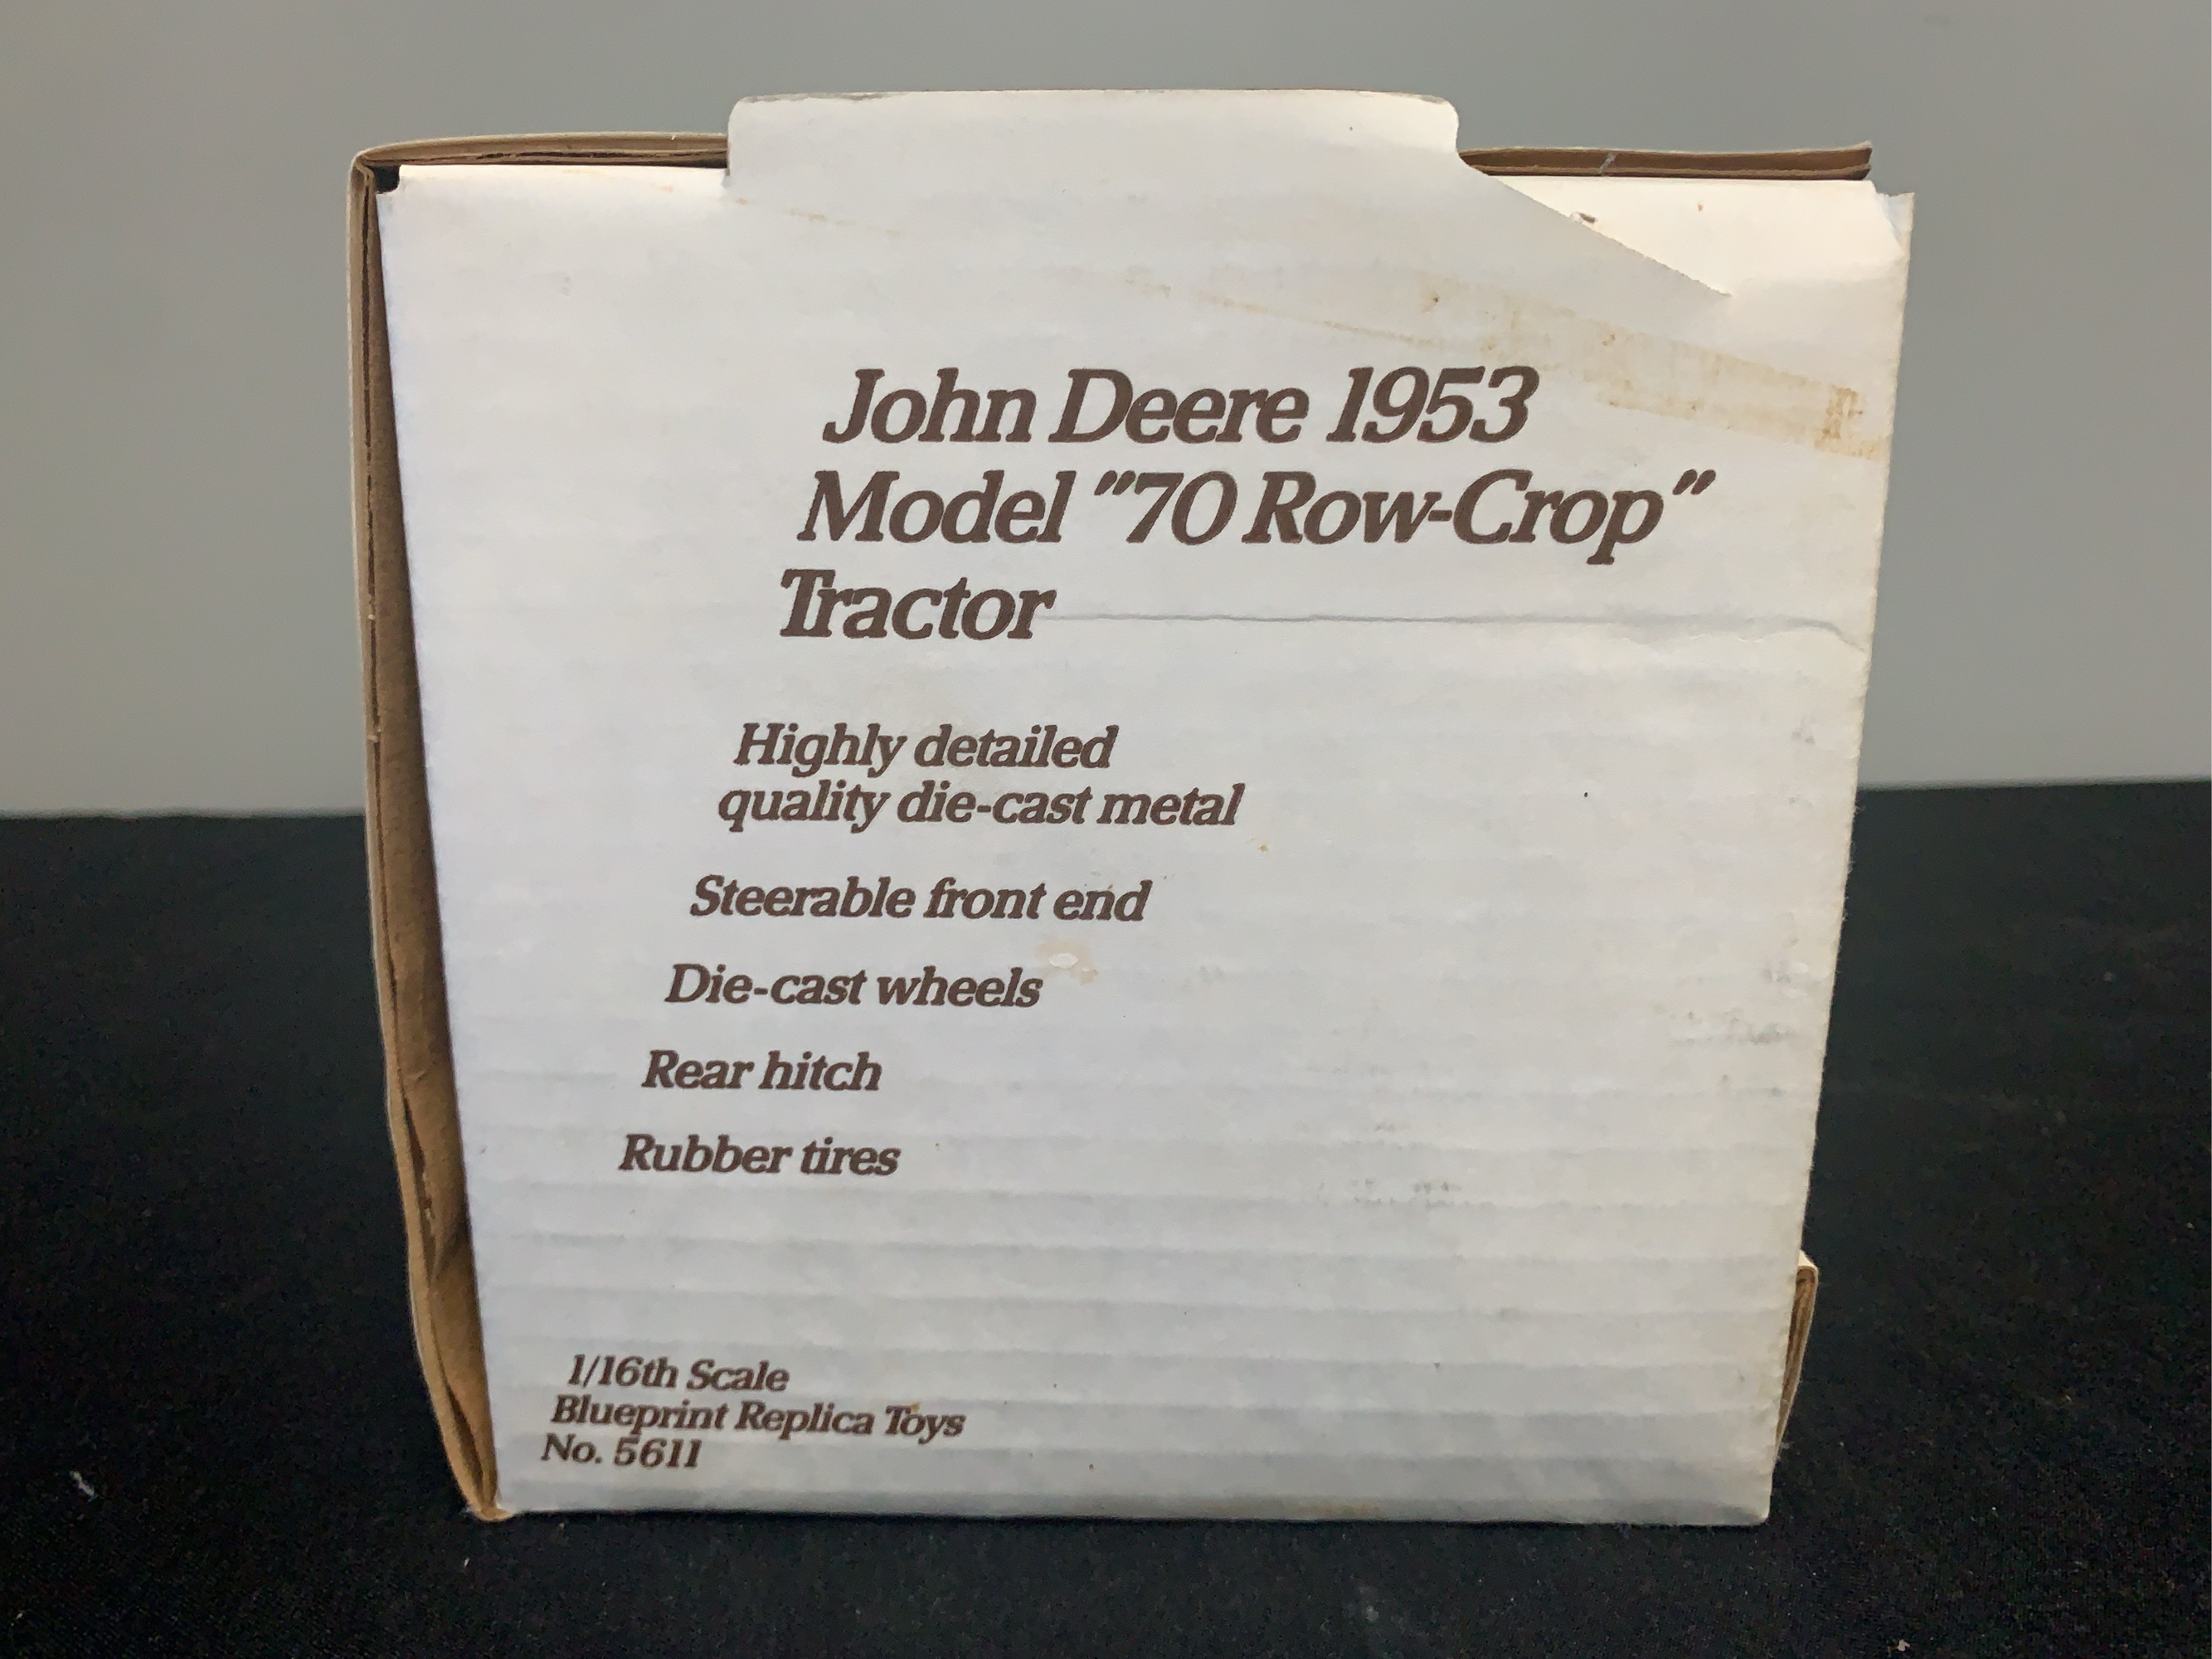 John Deere 1953
Model "70 Row-Crop"
Tractor
Highly detailed
quality die-cast metal
Steerable front end
Die-cast wheels
Rear hitch
Rubber tires
1/16th Scale
Blueprint Replica Toys
No. 5611